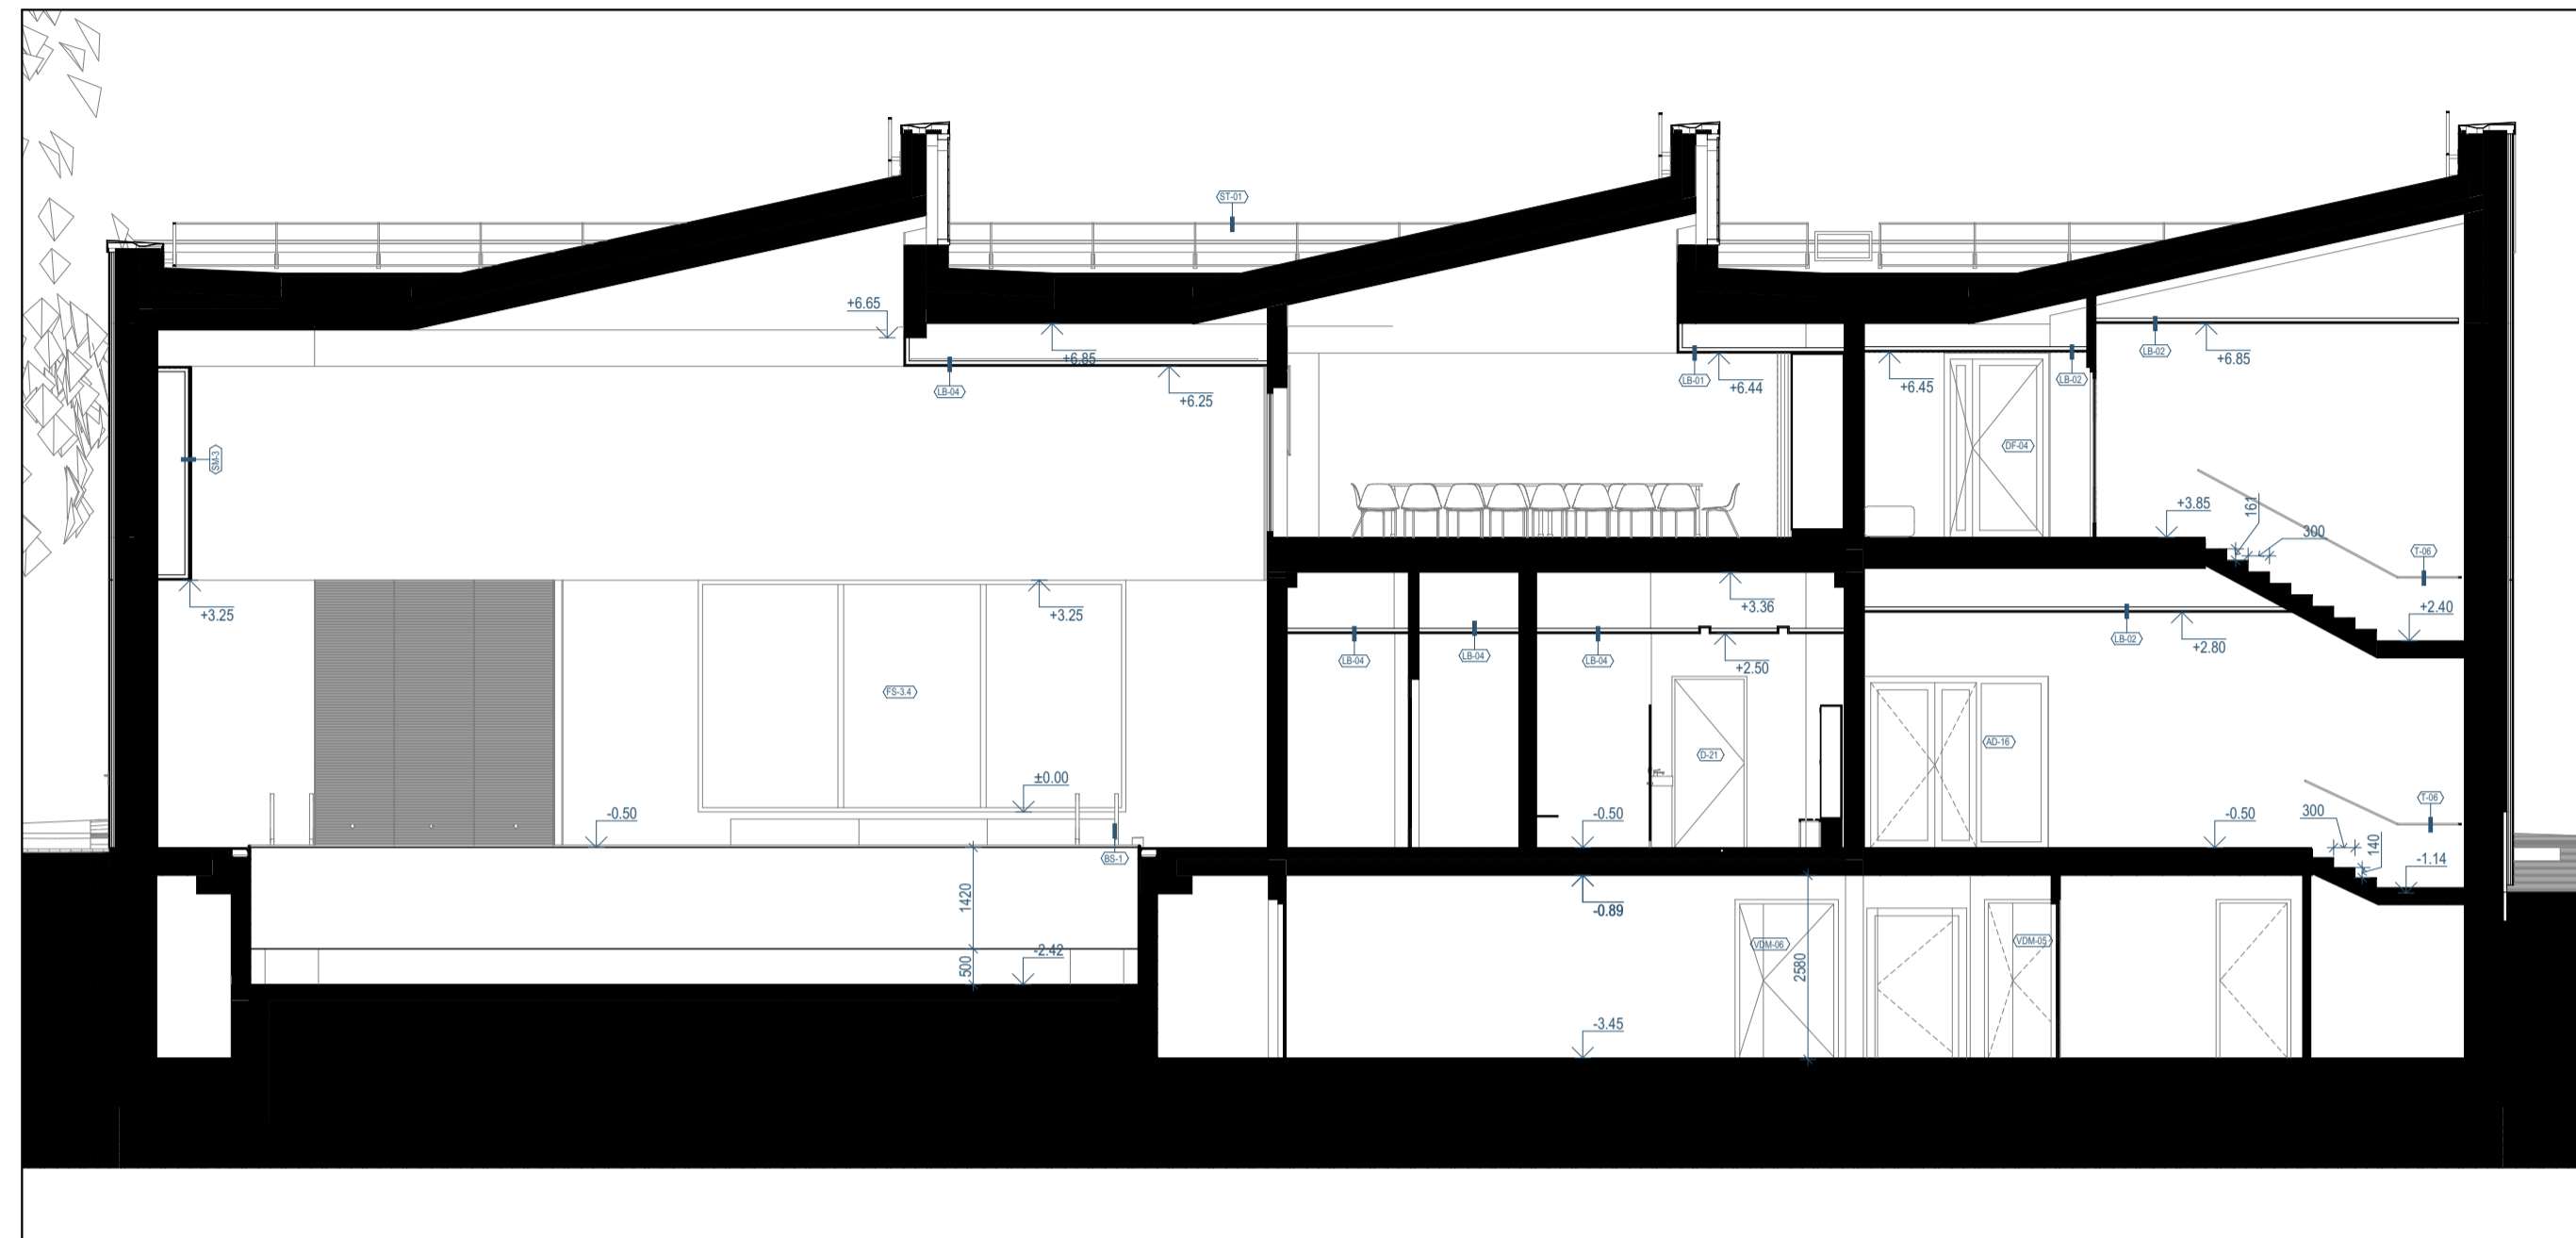 ST-01
+6.65
+6.85
LB-04
+6.25
LB-01
+6.44
+6.45
LB-02
LB-02
+6.85
SM-3
DF-04
+3.85
161
300
T-06
+3.25
+3.25
+3.36
+2.40
LB-04
LB-04
LB-04
+2.50
LB-02
+2.80
FS-3.4
D-21
AD-16
±0.00
-0.50
-0.50
-0.50
300
T-06
140
BS-1
-1.14
1420
-0.89
-2.42
500
VDM-06
VDM-05
2580
-3.45